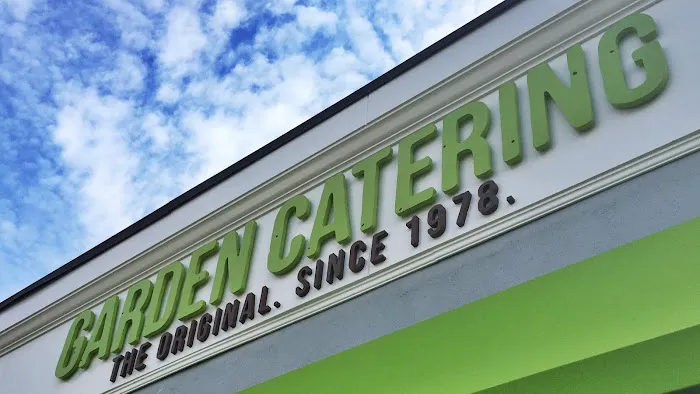 GARDEN CATERING
THE ORIGINAL. SINCE 1978.